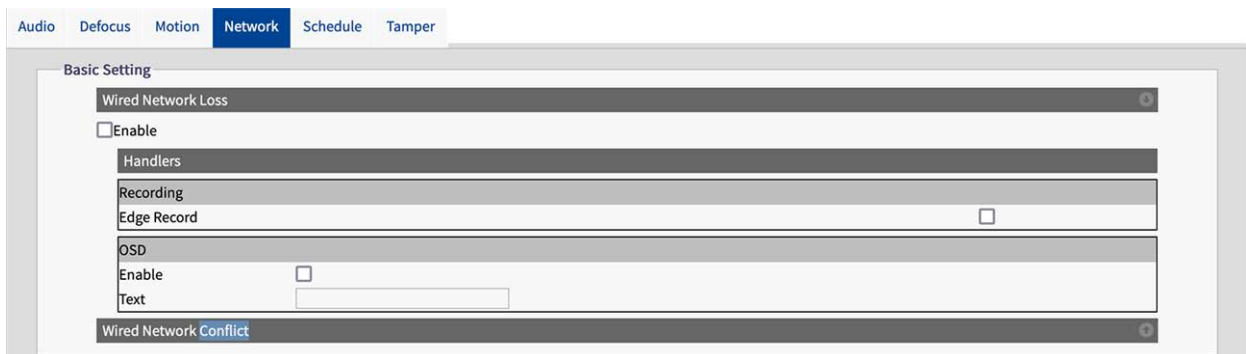 Audio Defocus Motion Network Schedule Tamper
Basic Setting
Wired Network Loss
Enable
Handlers
Recording
Edge Record
OSD
Enable
Text
Wired Network Conflict